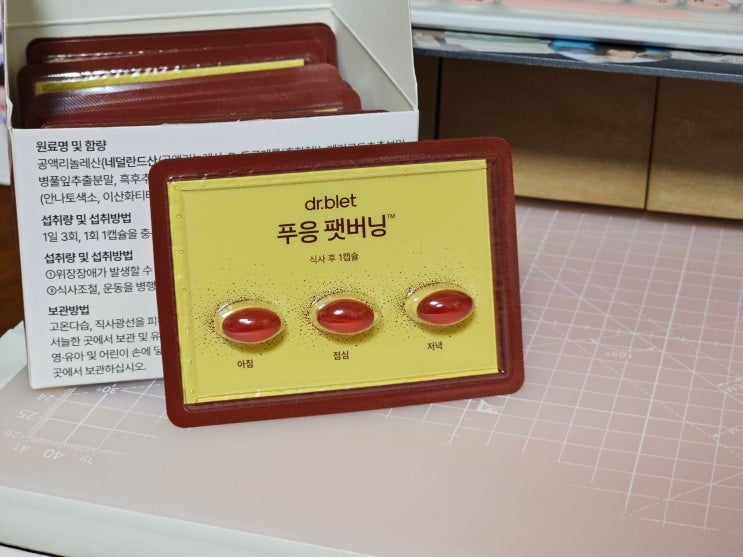 원료명 및 함량
공액리놀레산(네덜란드산
병풀잎추출분말, 흑후추
(안나토색소, 이산화티타
섭취량 및 섭취방법
1일 3회, 1회 1캡슐을 충
섭취량 및 섭취방법
①위장장애가 발생할 수
③식사조절, 운동을 병행
보관방법
고온다습, 직사광선을 피
서늘한 곳에서 보관 및 유
영·유아 및 어린이 손에 닿
곳에서 보관하십시오.
dr.blet
푸응 팻버닝™
식사 후 1캡슐
아침
점심
저녁